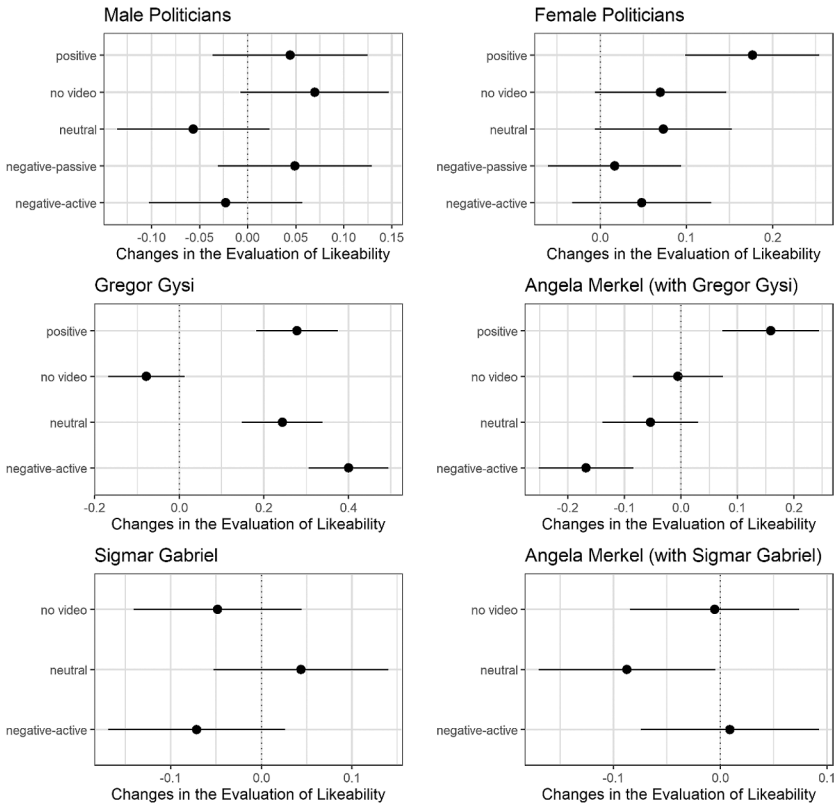 Male Politicians
positive
no video
neutral
negative-passive
negative-active
-0.10 -0.05 0.00 0.05 0.10 0.15
Changes in the Evaluation of Likeability
Female Politicians
positive
no video
neutral
negative-passive
negative-active
0.0 0.1 0.2
Changes in the Evaluation of Likeability
Gregor Gysi
positive
no video
neutral
negative-active
-0.2 0.0 0.2 0.4
Changes in the Evaluation of Likeability
Angela Merkel (with Gregor Gysi)
positive
no video
neutral
negative-active
-0.2 -0.1 0.0 0.1 0.2
Changes in the Evaluation of Likeability
Sigmar Gabriel
no video
neutral
negative-active
-0.1 0.0 0.1
Changes in the Evaluation of Likeability
Angela Merkel (with Sigmar Gabriel)
no video
neutral
negative-active
-0.1 0.0 0.1
Changes in the Evaluation of Likeability